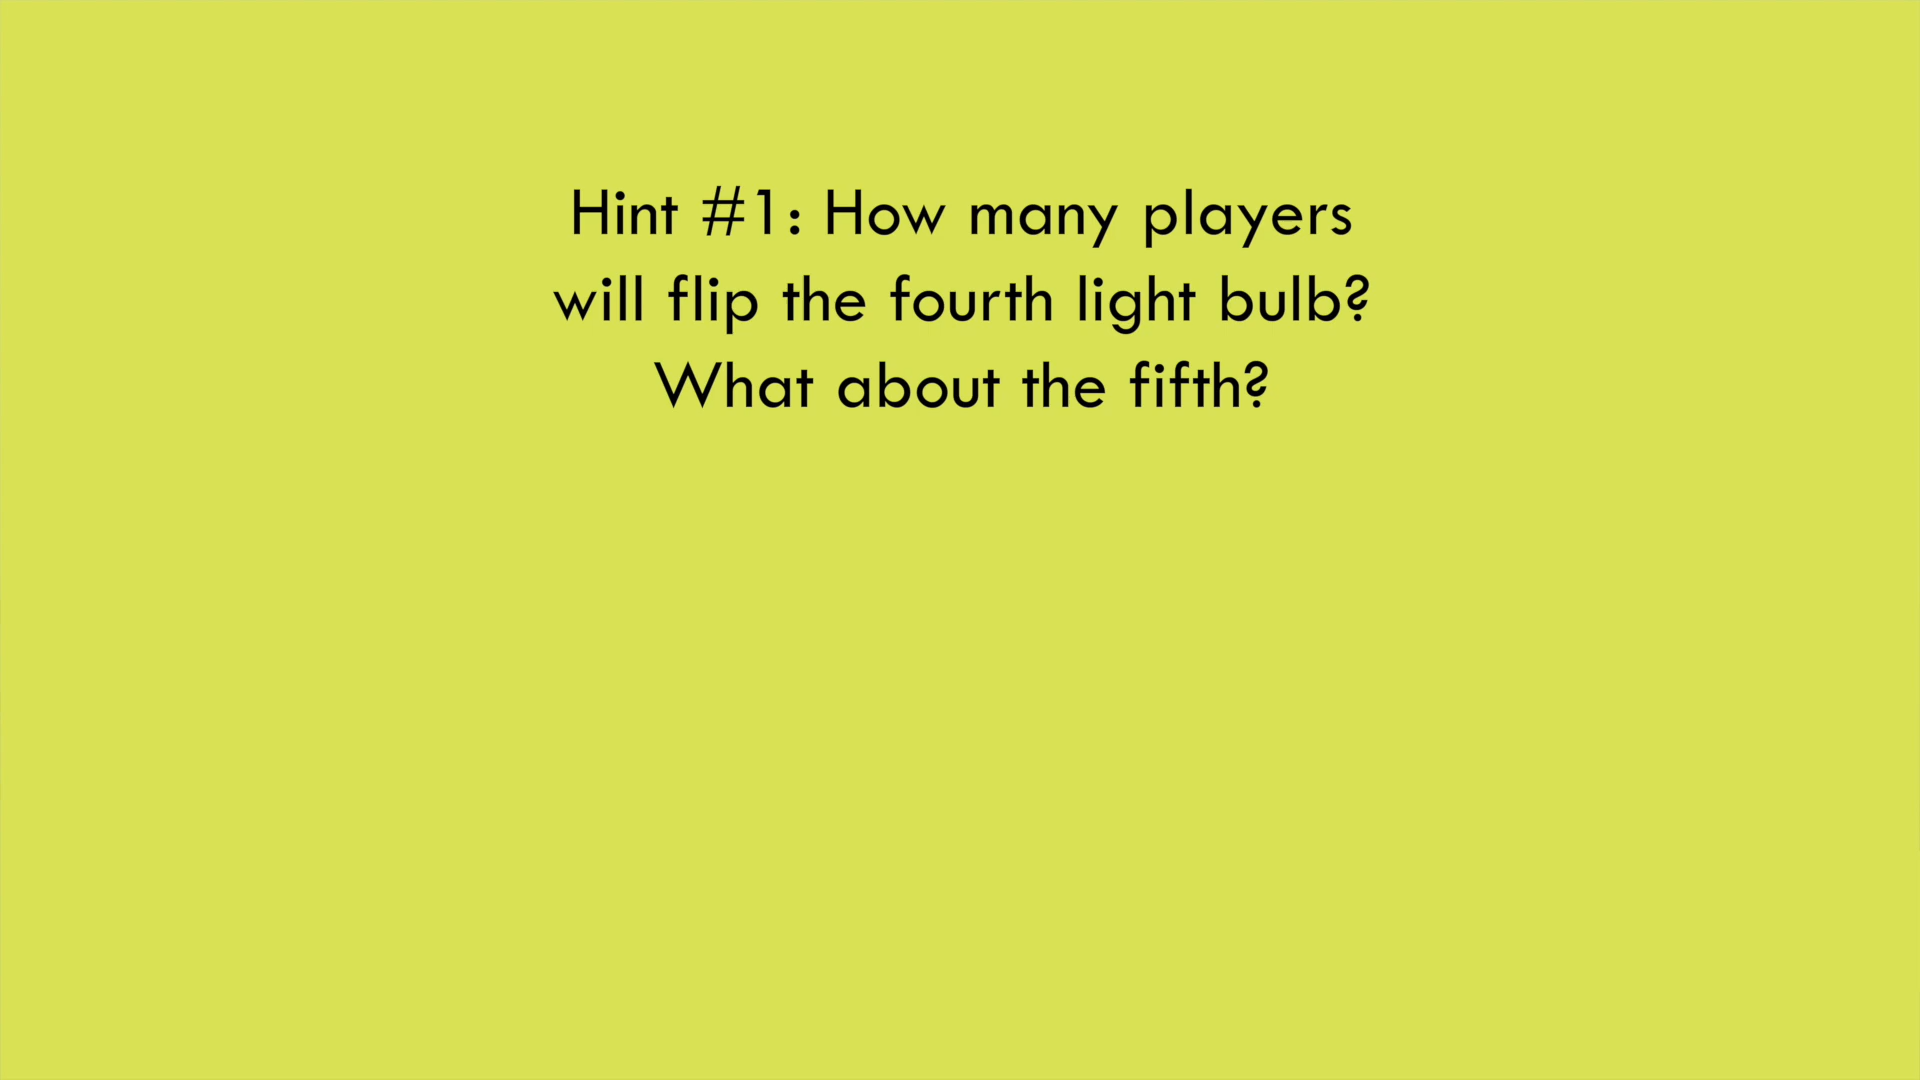 Hint #1: How many players
will flip the fourth light bulb?
What about the fifth?